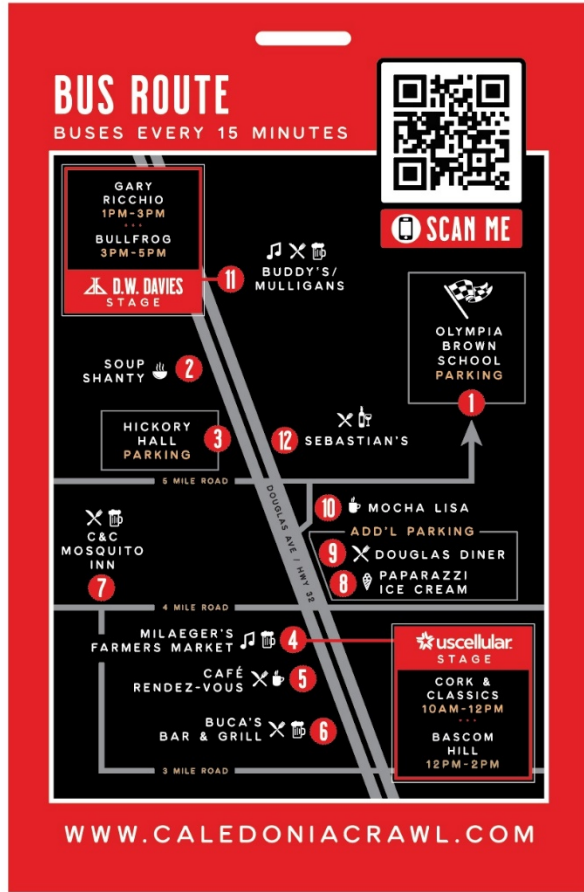 BUS ROUTE
BUSES EVERY 15 MINUTES
SCAN ME
GARY
RICCHIO
1PM-3PM
BULLFROG
3PM-5PM
D.W. DAVIES
STAGE
11
BUDDY'S/
MULLIGANS
OLYMPIA
BROWN
SCHOOL
PARKING
1
SOUP
SHANTY
2
HICKORY
HALL
PARKING
3
12
SEBASTIAN'S
5 MILE ROAD
DOUGLAS AVE / HWY 32
10
MOCHA LISA
ADD'L PARKING
9
DOUGLAS DINER
8
PAPARAZZI
ICE CREAM
C&C
MOSQUITO
INN
7
4 MILE ROAD
MILAEGER'S
FARMERS MARKET
4
uscellular
STAGE
CORK &
CLASSICS
10AM-12PM
BASCOM
HILL
12PM-2PM
CAFÉ
RENDEZ-VOUS
5
BUCA'S
BAR & GRILL
6
3 MILE ROAD
WWW.CALEDONIACRAWL.COM